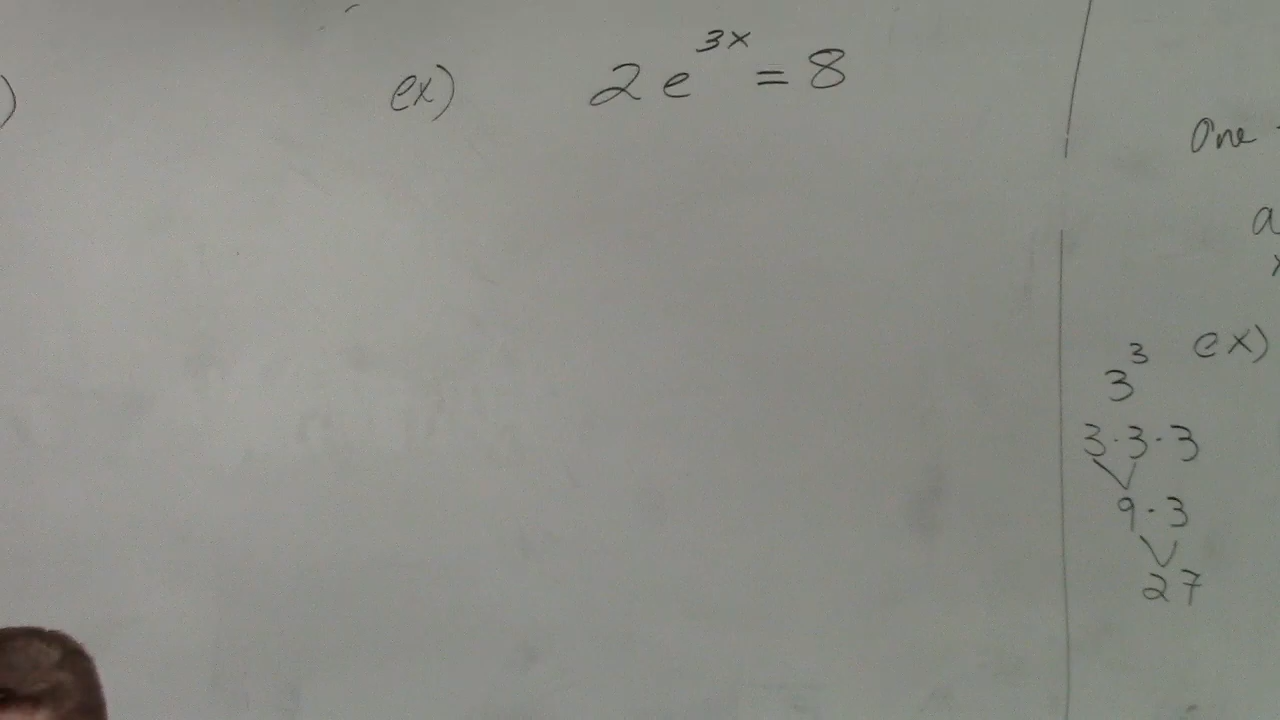 )
ex) 2e^{3x} = 8
One
a
ex)
3^3
3·3·3
9·3
27